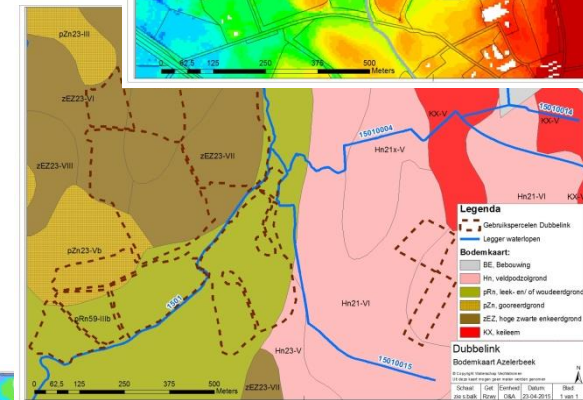 0 62,5 125 250 375 500
Meters
pZn23-III
zEZ23-VI
zEZ23-VII
zEZ23-VIII
pZn23-Vb
pRn59-IIIb
1501
15010004
15010014
KX-V
KX-V
Hn21x-V
Hn21-VI
KX-V
Hn21-VI
Hn23-V
15010015
zEZ23-VII
0 62,5 125 250 375 500
Meters
Legenda
Gebruikspercelen Dubbelink
Legger waterlopen
Bodemkaart:
BE, Bebouwing
Hn, veldpodzolgrond
pRn, leek- en/ of woudeerdgrond
pZn, gooreerdgrond
zEZ, hoge zwarte enkeerdgrond
KX, keileem
Dubbelink
Bodemkaart Azelerbeek
N
Schaal Get Eenheid Datum Blad
zie s.balk O&A 23-04-2015 1 van 1